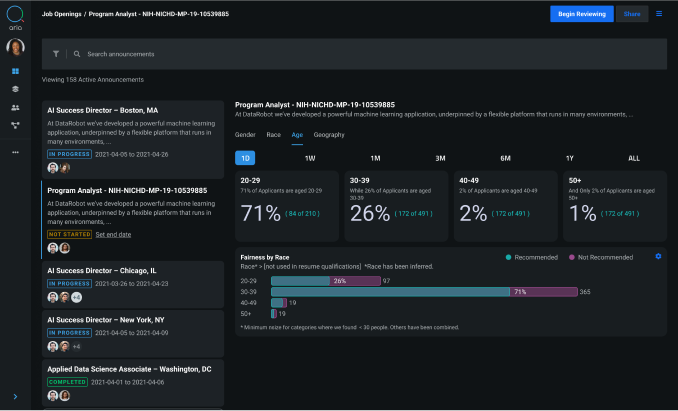 Job Openings / Program Analyst - NIH-NICHD-MP-19-10539885
Begin Reviewing
Share
aria
Search announcements
Viewing 158 Active Announcements
AI Success Director – Boston, MA
At DataRobot we've developed a powerful machine learning
application, underpinned by a flexible platform that runs in
many environments, ...
IN PROGRESS 2021-04-05 to 2021-04-26
Program Analyst - NIH-NICHD-MP-19-10539885
At DataRobot we've developed a powerful machine learning
application, underpinned by a flexible platform that runs in
many environments, ...
NOT STARTED Set end date
AI Success Director – Chicago, IL
IN PROGRESS 2021-03-26 to 2021-04-23
+4
AI Success Director – New York, NY
IN PROGRESS 2021-04-05 to 2021-04-09
+4
Applied Data Science Associate – Washington, DC
COMPLETED 2021-04-01 to 2021-04-06
Program Analyst - NIH-NICHD-MP-19-10539885
At DataRobot we've developed a powerful machine learning application, underpinned by a flexible platform that runs in many environments, ...
Gender Race Age Geography
1D 1W 1M 3M 6M 1Y ALL
20-29
71% of Applicants are aged 20-29
71% ( 84 of 210 )
30-39
While 26% of Applicants are aged
30-39
26% ( 172 of 491 )
40-49
2% of Applicants are aged 40-49
2% ( 172 of 491 )
50+
And Only 2% of Applicants are aged
50+
1% ( 172 of 491 )
Fairness by Race
Recommended Not Recommended
Race* > [not used in resume qualifications] *Race has been inferred.
20-29 26% 97
30-39 71% 365
40-49 19
50+ 19
* Minimum noize for categories where we found < 30 people. Others have been combined.